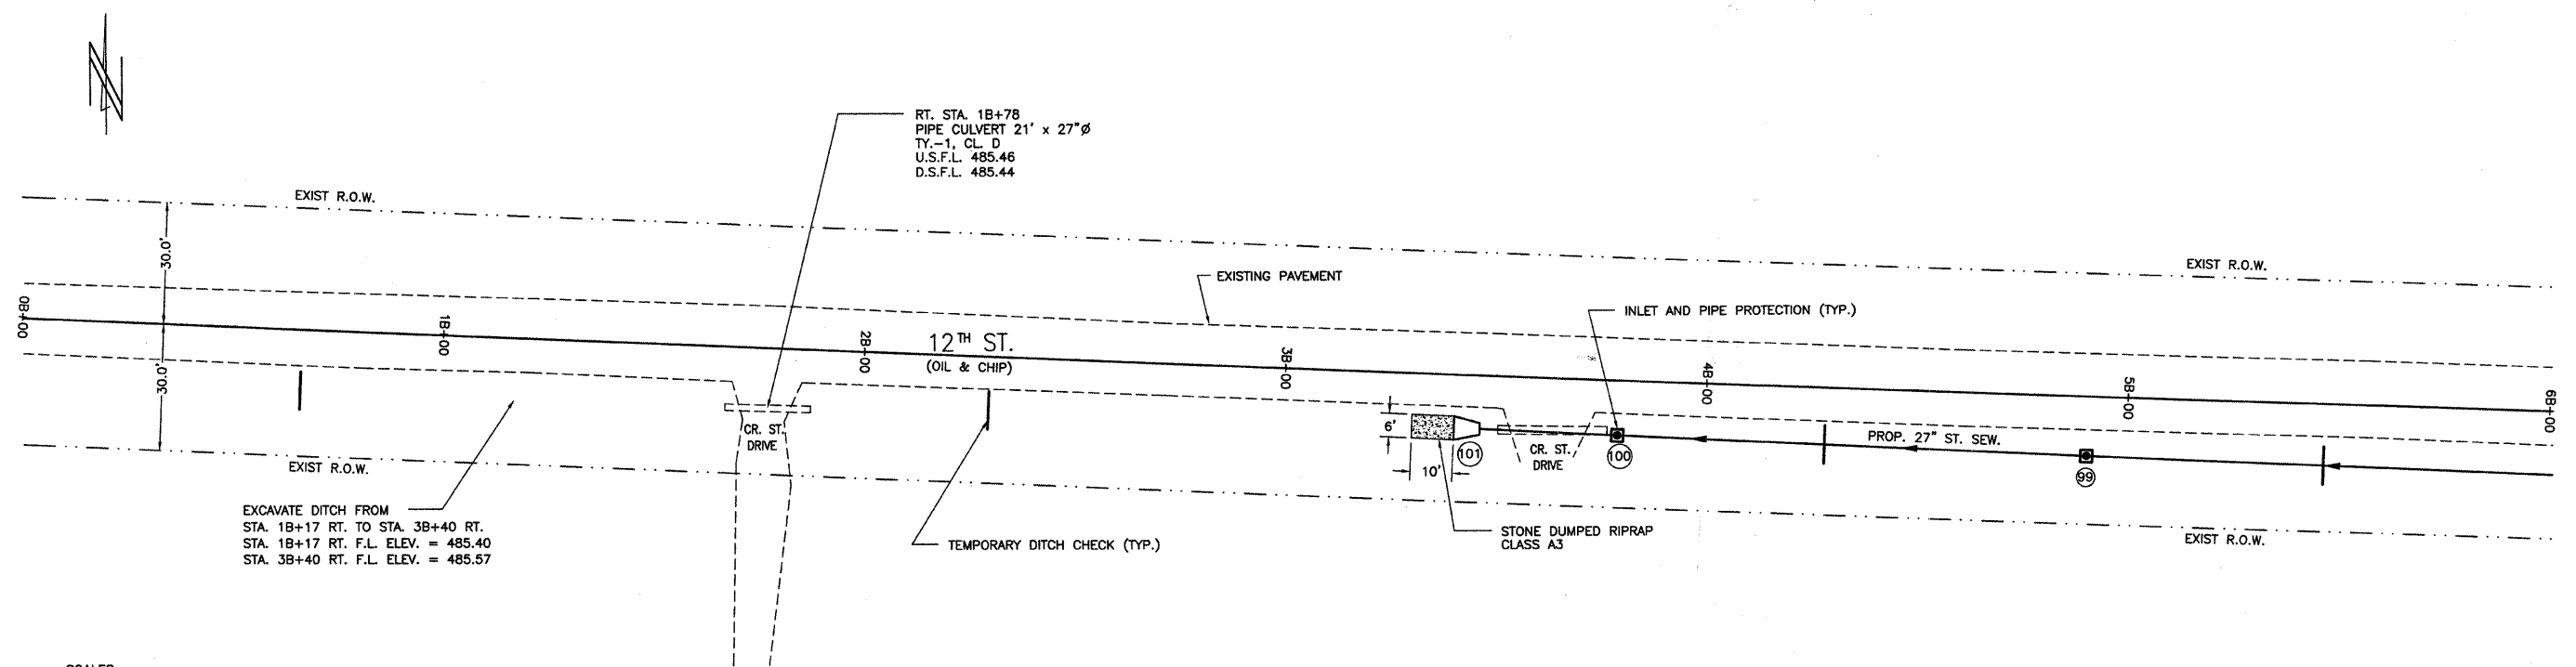 N
RT. STA. 1B+78
PIPE CULVERT 21' x 27"Ø
TY.-1, CL. D
U.S.F.L. 485.46
D.S.F.L. 485.44
EXIST R.O.W.
30.0'
EXISTING PAVEMENT
EXIST R.O.W.
INLET AND PIPE PROTECTION (TYP.)
0B+00
1B+00
2B+00
12TH ST.
(OIL & CHIP)
3B+00
4B+00
5B+00
6B+00
30.0'
CR. ST.
DRIVE
6'
10'
101
CR. ST.
DRIVE
100
PROP. 27" ST. SEW.
99
EXIST R.O.W.
EXCAVATE DITCH FROM
STA. 1B+17 RT. TO STA. 3B+40 RT.
STA. 1B+17 RT. F.L. ELEV. = 485.40
STA. 3B+40 RT. F.L. ELEV. = 485.57
TEMPORARY DITCH CHECK (TYP.)
STONE DUMPED RIPRAP
CLASS A3
EXIST R.O.W.